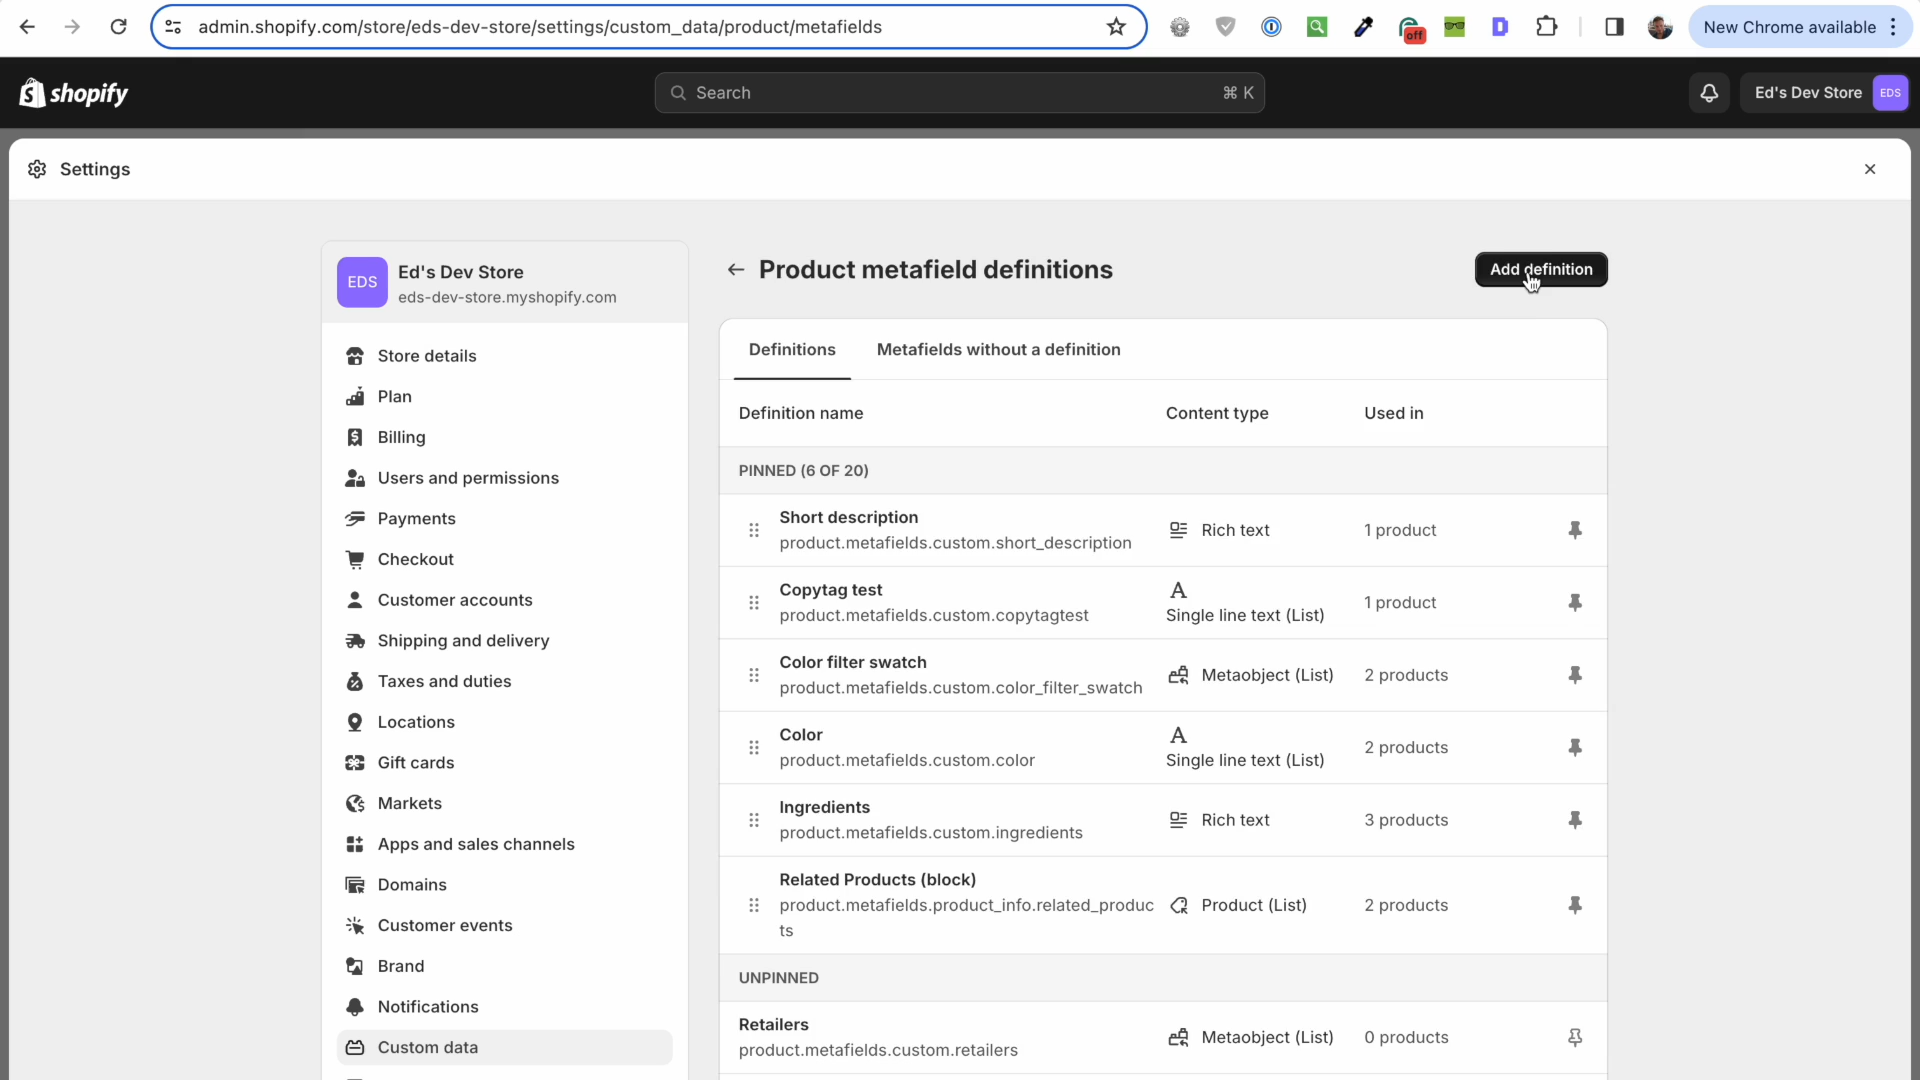 admin.shopify.com/store/eds-dev-store/settings/custom_data/product/metafields
off
D
New Chrome available
shopify
Search
⌘ K
Ed's Dev Store
EDS
Settings
EDS
Ed's Dev Store
eds-dev-store.myshopify.com
Store details
Plan
Billing
Users and permissions
Payments
Checkout
Customer accounts
Shipping and delivery
Taxes and duties
Locations
Gift cards
Markets
Apps and sales channels
Domains
Customer events
Brand
Notifications
Custom data
Product metafield definitions
Add definition
Definitions
Metafields without a definition
Definition name
Content type
Used in
PINNED (6 OF 20)
Short description
product.metafields.custom.short_description
Rich text
1 product
Copytag test
product.metafields.custom.copytagtest
A
Single line text (List)
1 product
Color filter swatch
product.metafields.custom.color_filter_swatch
Metaobject (List)
2 products
Color
product.metafields.custom.color
A
Single line text (List)
2 products
Ingredients
product.metafields.custom.ingredients
Rich text
3 products
Related Products (block)
product.metafields.product_info.related_produc
ts
Product (List)
2 products
UNPINNED
Retailers
product.metafields.custom.retailers
Metaobject (List)
0 products